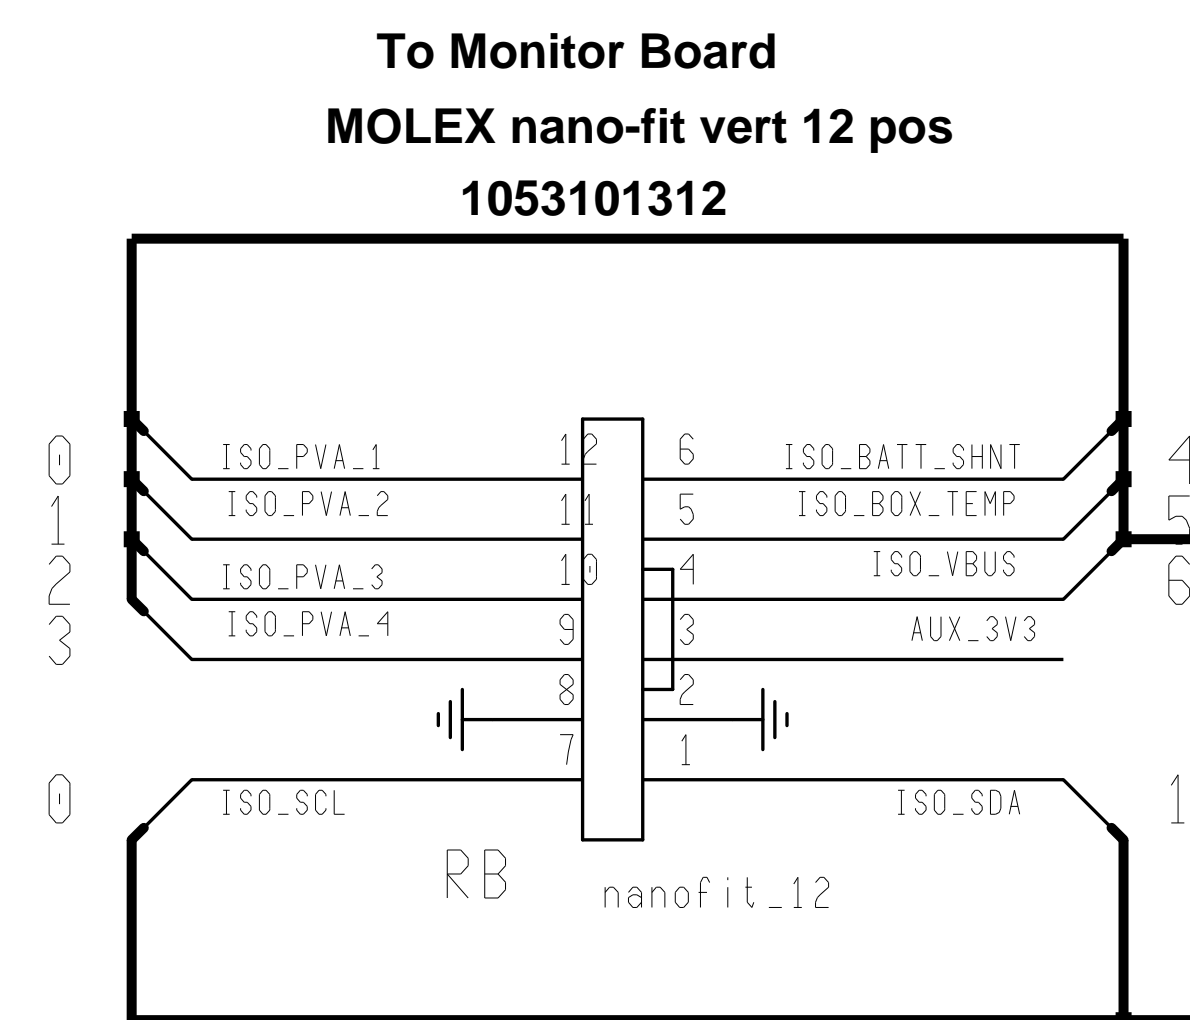 To Monitor Board
MOLEX nano-fit vert 12 pos
1053101312
0 ISO_PVA_1 12 6 ISO_BATT_SHNT 4
1 ISO_PVA_2 11 5 ISO_BOX_TEMP 5
2 ISO_PVA_3 10 4 ISO_VBUS 6
3 ISO_PVA_4 9 3 AUX_3V3
8 2
7 1
0 ISO_SCL ISO_SDA 1
RB nanofit_12